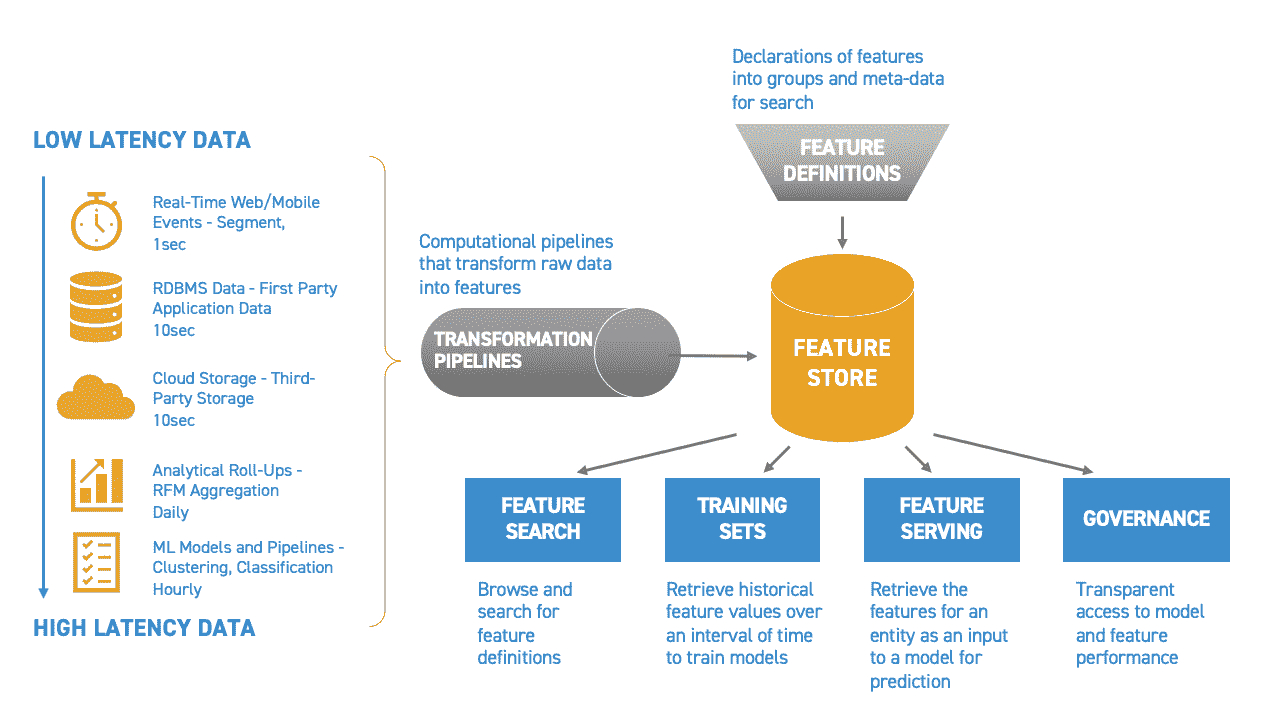 LOW LATENCY DATA
Real-Time Web/Mobile
Events - Segment,
1sec
RDBMS Data - First Party
Application Data
10sec
Cloud Storage - Third-
Party Storage
10sec
Analytical Roll-Ups -
RFM Aggregation
Daily
ML Models and Pipelines -
Clustering, Classification
Hourly
HIGH LATENCY DATA
Computational pipelines
that transform raw data
into features
TRANSFORMATION
PIPELINES
Declarations of features
into groups and meta-data
for search
FEATURE
DEFINITIONS
FEATURE
STORE
FEATURE
SEARCH
Browse and
search for
feature
definitions
TRAINING
SETS
Retrieve historical
feature values over
an interval of time
to train models
FEATURE
SERVING
Retrieve the
features for an
entity as an input
to a model for
prediction
GOVERNANCE
Transparent
access to model
and feature
performance